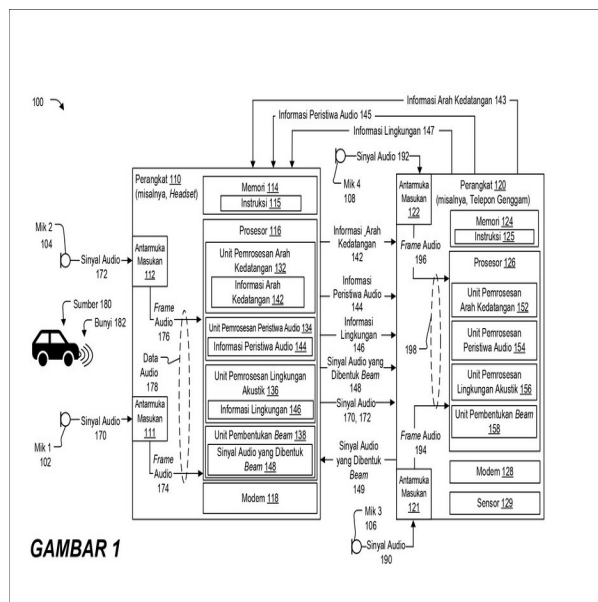 100
Informasi Arah Kedatangan 143
Informasi Peristiwa Audio 145
Informasi Lingkungan 147
Mik 4
108
Sinyal Audio 192
Perangkat 110
(misalnya, Headset)
Memori 114
Instruksi 115
Prosesor 116
Unit Pemrosesan Arah
Kedatangan 132
Informasi Arah
Kedatangan 142
Unit Pemrosesan Peristiwa Audio 134
Informasi Peristiwa Audio 144
Unit Pemrosesan Lingkungan
Akustik 136
Informasi Lingkungan 146
Unit Pembentukan Beam 138
Sinyal Audio yang Dibentuk
Beam 148
Modem 118
Mik 2
104
Sinyal Audio
172
Antarmuka
Masukan
112
Frame
Audio
176
Sumber 180
Bunyi 182
Data
Audio
178
Mik 1
102
Sinyal Audio
170
Antarmuka
Masukan
111
Frame
Audio
174
Informasi Arah
Kedatangan
142
Informasi
Peristiwa Audio
144
Informasi
Lingkungan
146
Sinyal Audio yang
Dibentuk Beam
148
Sinyal Audio
170, 172
Sinyal Audio
yang Dibentuk
Beam
149
Perangkat 120
(misalnya, Telepon Genggam)
Antarmuka
Masukan
122
Memori 124
Instruksi 125
Frame Audio
196
Prosesor 126
Unit Pemrosesan
Arah Kedatangan 152
Unit Pemrosesan
Peristiwa Audio 154
Unit Pemrosesan
Lingkungan Akustik 156
Unit Pembentukan Beam
158
198
Frame Audio
194
Antarmuka
Masukan
121
Modem 128
Sensor 129
Mik 3
106
Sinyal Audio
190
GAMBAR 1